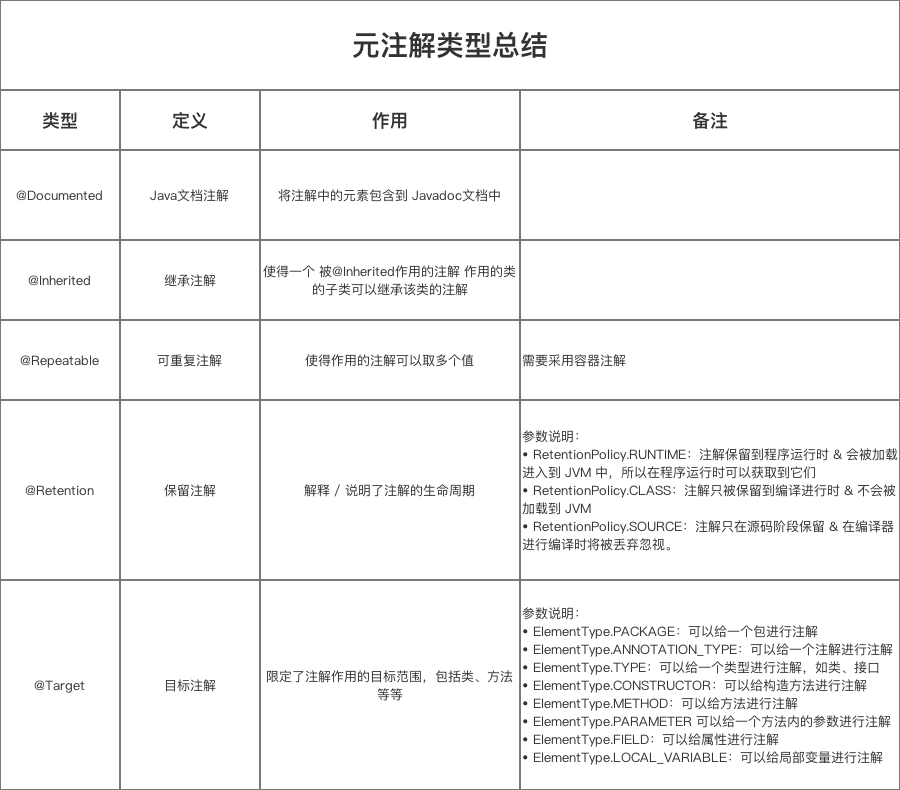 元注解类型总结
类型
定义
作用
备注
@Documented
Java文档注解
将注解中的元素包含到 Javadoc文档中
@Inherited
继承注解
使得一个 被@Inherited作用的注解 作用的类
的子类可以继承该类的注解
@Repeatable
可重复注解
使得作用的注解可以取多个值
需要采用容器注解
@Retention
保留注解
解释 / 说明了注解的生命周期
参数说明：
• RetentionPolicy.RUNTIME：注解保留到程序运行时 & 会被加载
进入到 JVM 中，所以在程序运行时可以获取到它们
• RetentionPolicy.CLASS：注解只被保留到编译进行时 & 不会被
加载到 JVM
• RetentionPolicy.SOURCE：注解只在源码阶段保留 & 在编译器
进行编译时将被丢弃忽视。
@Target
目标注解
限定了注解作用的目标范围，包括类、方法
等等
参数说明：
• ElementType.PACKAGE：可以给一个包进行注解
• ElementType.ANNOTATION_TYPE：可以给一个注解进行注解
• ElementType.TYPE：可以给一个类型进行注解，如类、接口
• ElementType.CONSTRUCTOR：可以给构造方法进行注解
• ElementType.METHOD：可以给方法进行注解
• ElementType.PARAMETER 可以给一个方法内的参数进行注解
• ElementType.FIELD：可以给属性进行注解
• ElementType.LOCAL_VARIABLE：可以给局部变量进行注解